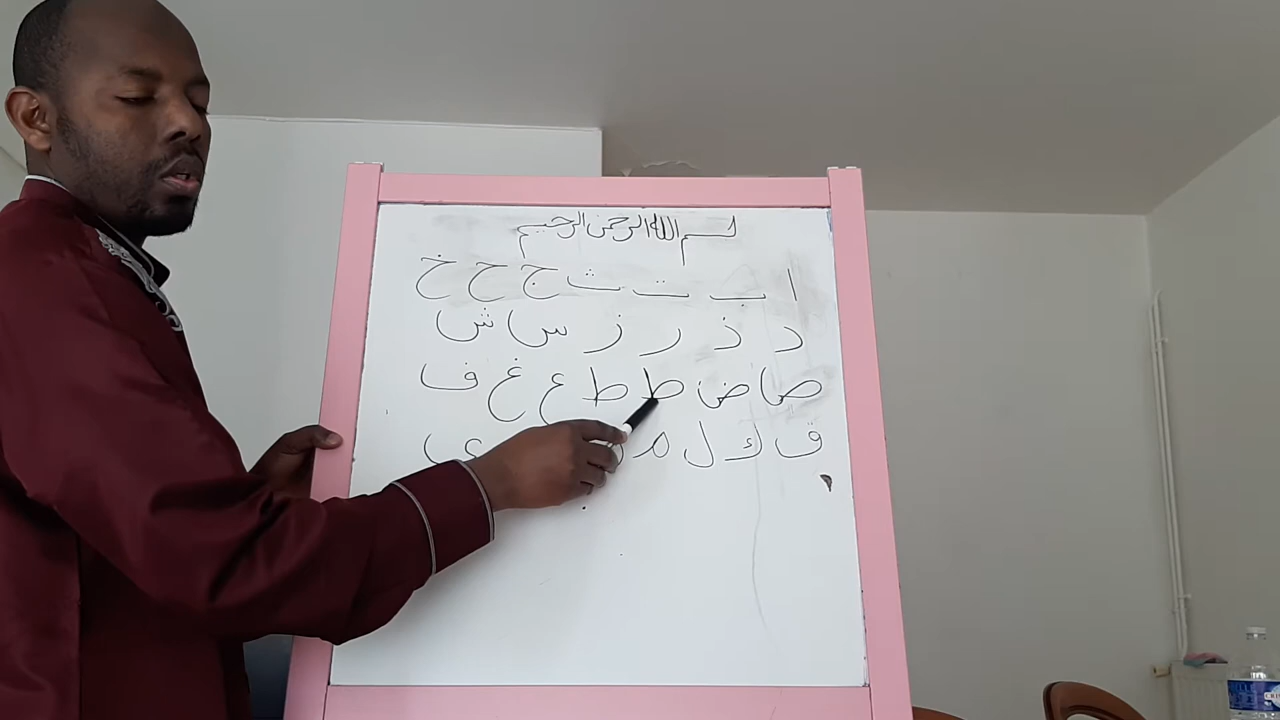 بسم الله الرحمن الرحيم
ا ب ت ث ج ح خ
د ذ ر ز س ش
ص ض ط ط ع غ ف
ق ك ل م ي